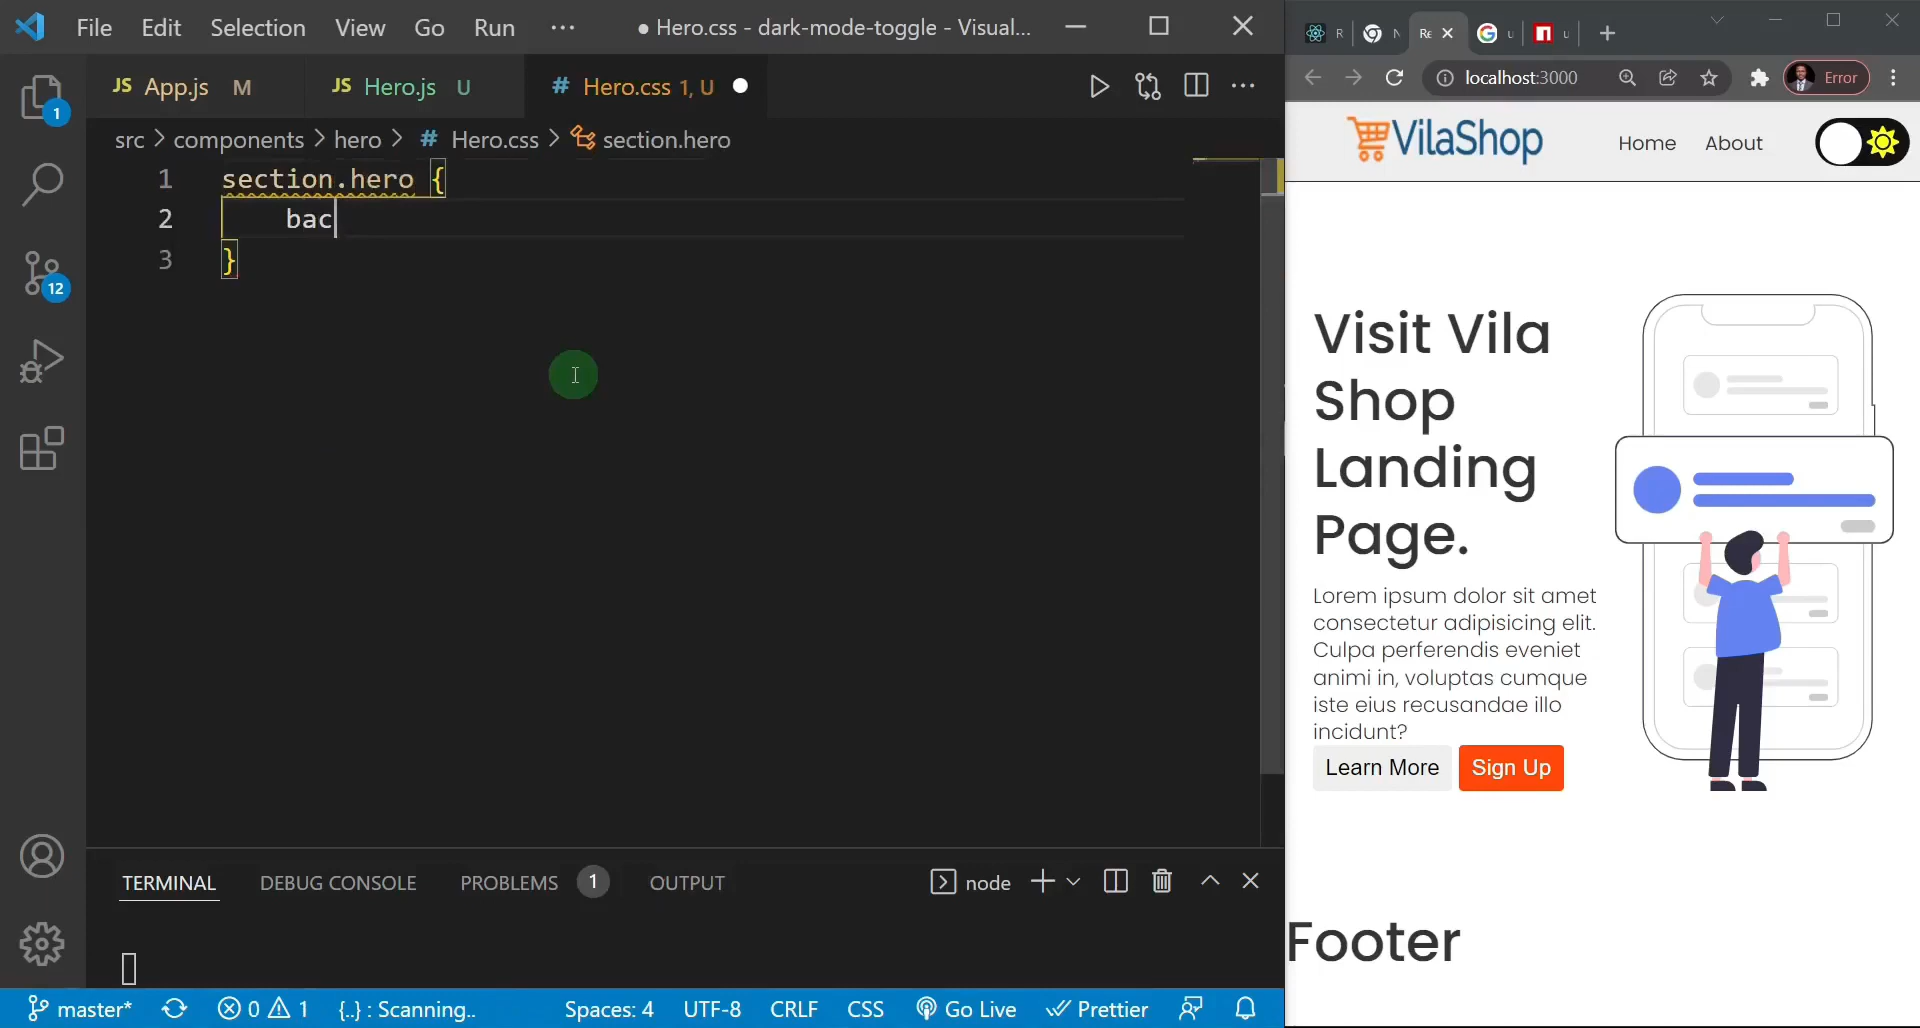 File Edit Selection View Go Run ··· ● Hero.css - dark-mode-toggle - Visual...
JS App.js M JS Hero.js U # Hero.css 1, U
src > components > hero > # Hero.css > section.hero
1 section.hero {
2 bac
3 }
1
12
TERMINAL DEBUG CONSOLE PROBLEMS 1 OUTPUT node
master* 0 1 {..} : Scanning.. Spaces: 4 UTF-8 CRLF CSS Go Live Prettier
R N Re u u
localhost:3000 Error
VilaShop Home About
Visit Vila
Shop
Landing
Page.
Lorem ipsum dolor sit amet
consectetur adipisicing elit.
Culpa perferendis eveniet
animi in, voluptas cumque
iste eius recusandae illo
incidunt?
Learn More Sign Up
Footer